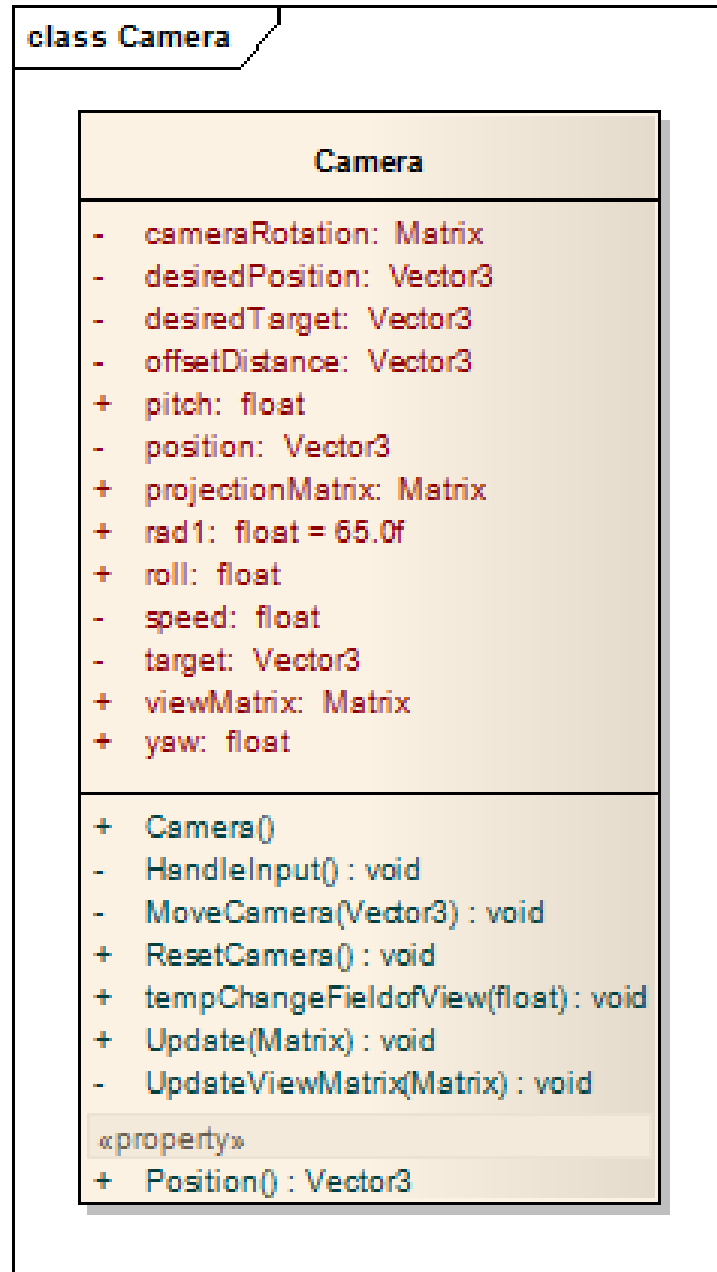 class Camera
Camera
- cameraRotation: Matrix
- desiredPosition: Vector3
- desiredTarget: Vector3
- offsetDistance: Vector3
+ pitch: float
- position: Vector3
+ projectionMatrix: Matrix
+ rad1: float = 65.0f
+ roll: float
- speed: float
- target: Vector3
+ viewMatrix: Matrix
+ yaw: float
+ Camera()
- HandleInput() : void
- MoveCamera(Vector3) : void
+ ResetCamera() : void
+ tempChangeFieldofView(float) : void
+ Update(Matrix) : void
- UpdateViewMatrix(Matrix) : void
«property»
+ Position() : Vector3